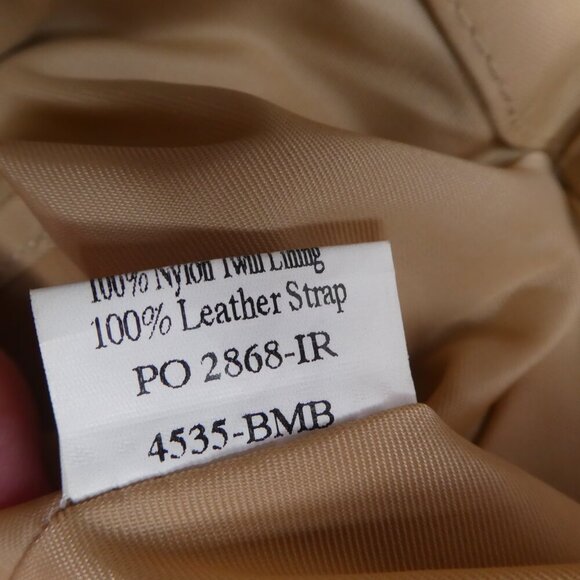 100% Nylon Twill Lining
100% Leather Strap
PO 2868-IR
4535-BMB